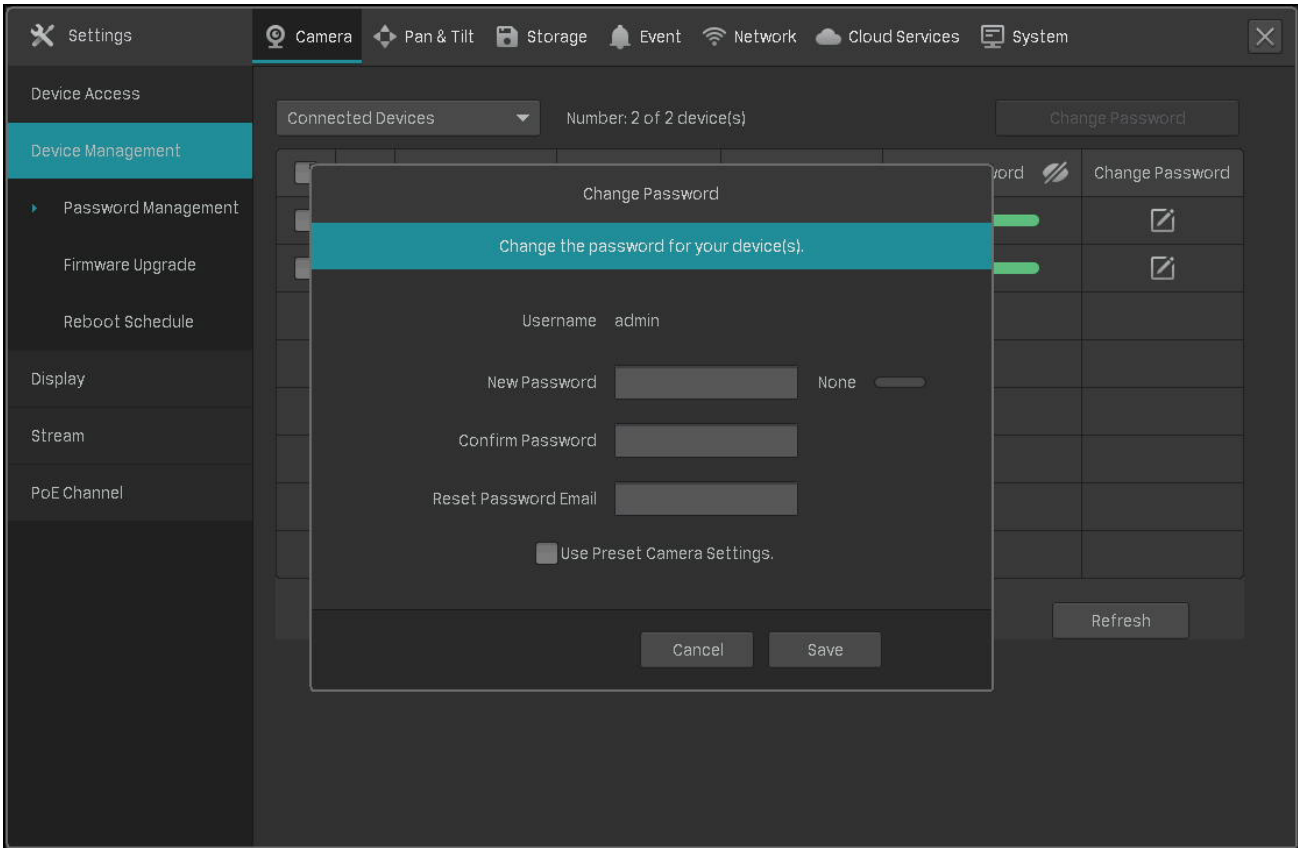 Settings
Camera Pan & Tilt Storage Event Network Cloud Services System
Device Access
Device Management
Password Management
Firmware Upgrade
Reboot Schedule
Display
Stream
PoE Channel
Connected Devices Number: 2 of 2 device(s) Change Password
word Change Password
Change Password
Change the password for your device(s).
Username admin
New Password None
Confirm Password
Reset Password Email
Use Preset Camera Settings.
Cancel Save
Refresh